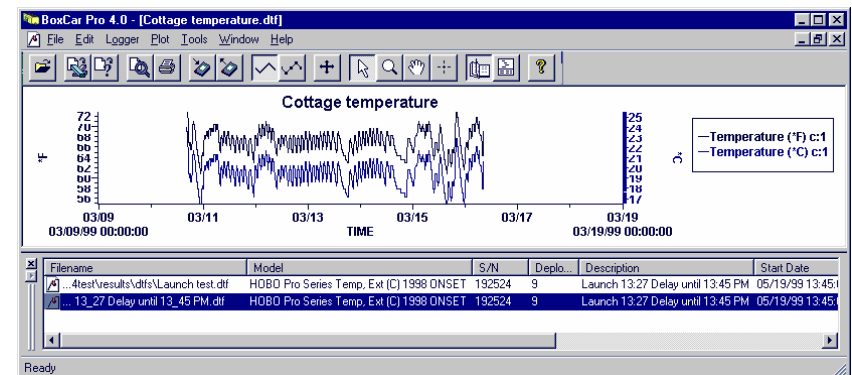 BoxCar Pro 4.0 - [Cottage temperature.dtf]
File Edit Logger Plot Tools Window Help
Cottage temperature
72
70
68
66
64
62
60
58
56
°F
25
24
23
22
21
20
19
18
17
°C
Temperature (*F) c:1
Temperature (*C) c:1
03/09 03/11 03/13 03/15 03/17 03/19
03/09/99 00:00:00 TIME 03/19/99 00:00:00
Filename Model S/N Deplo... Description Start Date
...4test\results\dtfs\Launch test.dtf HOBO Pro Series Temp, Ext (C) 1998 ONSET 192524 9 Launch 13:27 Delay until 13:45 PM 05/19/99 13:45:
... 13_27 Delay until 13_45 PM.dtf HOBO Pro Series Temp, Ext (C) 1998 ONSET 192524 9 Launch 13:27 Delay until 13:45 PM 05/19/99 13:45:
Ready